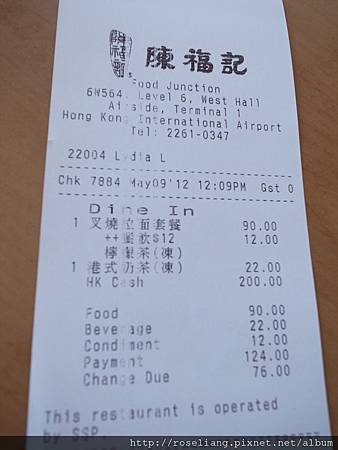 陳福記
Food Junction
6W564, Level 6, West Hall
Airside, Terminal 1
Hong Kong International Airport
Tel: 2261-0347
22004 Lydia L
Chk 7884 May09'12 12:09PM Gst 0
Dine In
1 叉燒拉面套餐 90.00
++餐飲$12 12.00
檸檬茶(凍)
1 港式奶茶(凍) 22.00
HK Cash 200.00
Food 90.00
Beverage 22.00
Condiment 12.00
Payment 124.00
Change Due 76.00
This restaurant is operated
by SSP.
http://roseliang.pixnet.net/album